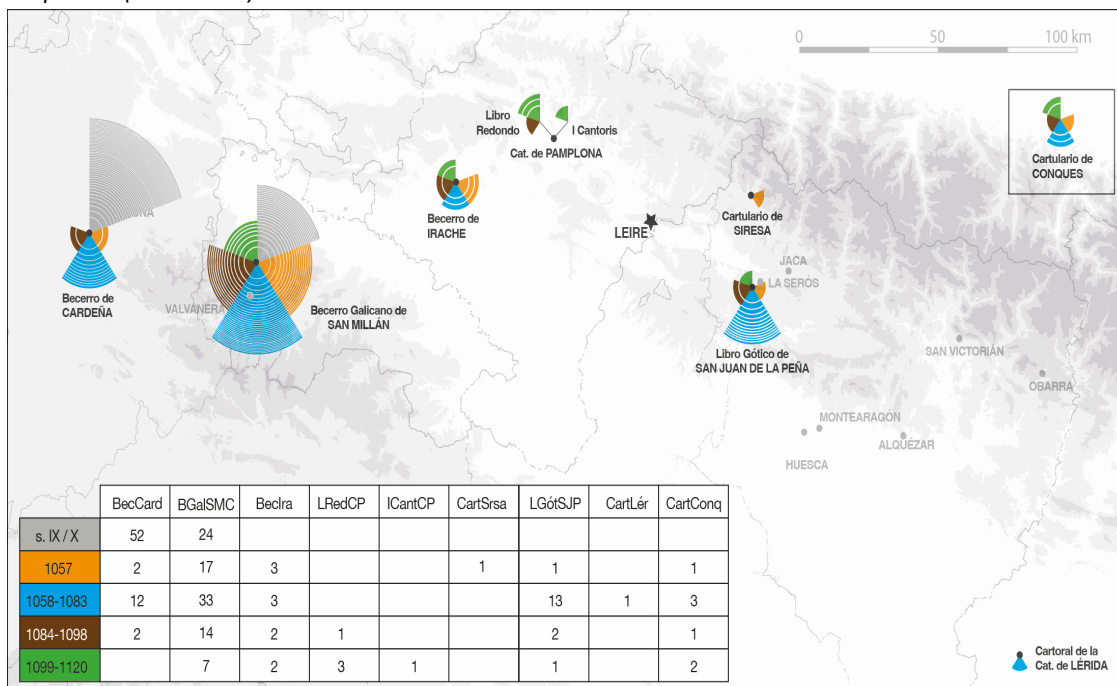 0 50 100 km
Libro
Redondo
I Cantoris
Cat. de PAMPLONA
Cartulario de
CONQUES
Becerro de
IRACHE
Cartulario de
SIRESA
LEIRE
JACA
LA SERÓS
Becerro de
CARDEÑA
VALVANERA
Becerro Galicano de
SAN MILLÁN
Libro Gótico de
SAN JUAN DE LA PEÑA
SAN VICTORIÁN
OBARRA
MONTEARAGÓN
ALQUÉZAR
HUESCA
BecCard BGalSMC BecIra LRedCP ICantCP CartSrsa LGótSJP CartLér CartConq
s. IX / X 52 24
1057 2 17 3 1 1 1
1058-1083 12 33 3 13 1 3
1084-1098 2 14 2 1 2 1
1099-1120 7 2 3 1 1 2
Cartoral de la
Cat. de LÉRIDA